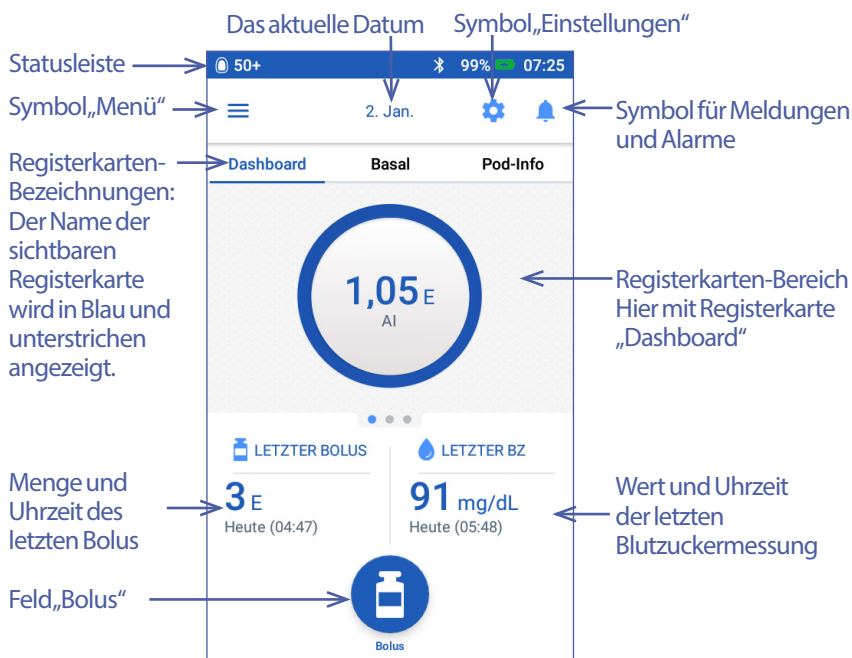 Das aktuelle Datum
Symbol„Einstellungen“
Statusleiste
50+
99%
07:25
Symbol„Menü“
2. Jan.
Symbol für Meldungen
und Alarme
Registerkarten-
Bezeichnungen:
Der Name der
sichtbaren
Registerkarte
wird in Blau und
unterstrichen
angezeigt.
Dashboard
Basal
Pod-Info
1,05 E
AI
Registerkarten-Bereich
Hier mit Registerkarte
„Dashboard“
LETZTER BOLUS
LETZTER BZ
Menge und
Uhrzeit des
letzten Bolus
3 E
Heute (04:47)
91 mg/dL
Heute (05:48)
Wert und Uhrzeit
der letzten
Blutzuckermessung
Feld„Bolus“
Bolus